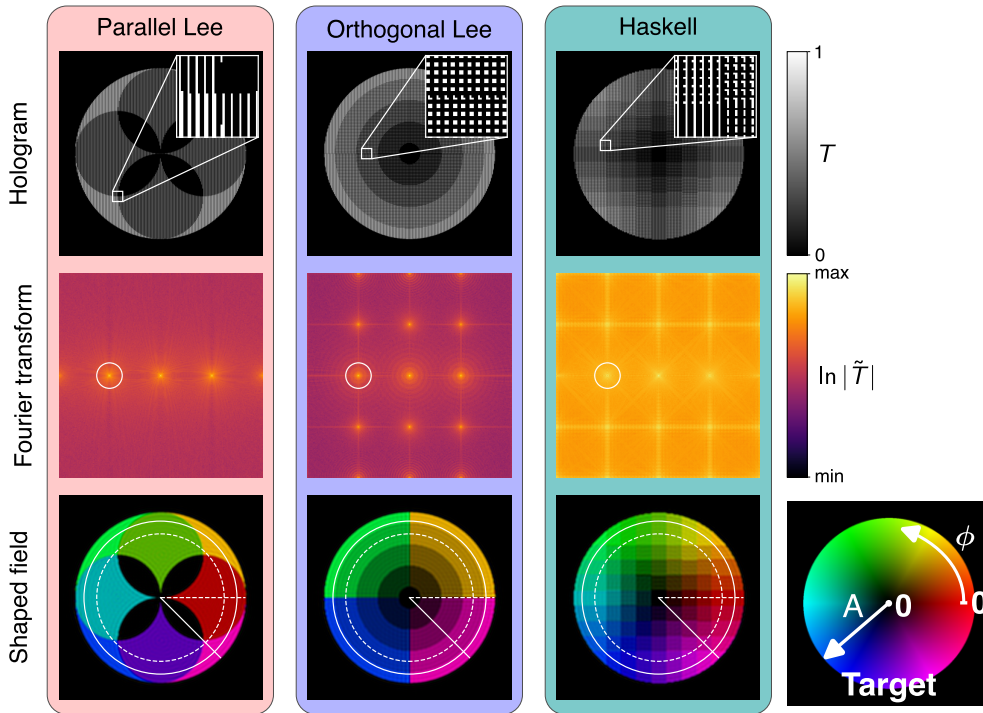 Parallel Lee
Orthogonal Lee
Haskell
Hologram
1
T
0
Fourier transform
max
ln |T̃|
min
Shaped field
ϕ
A
0
0
Target